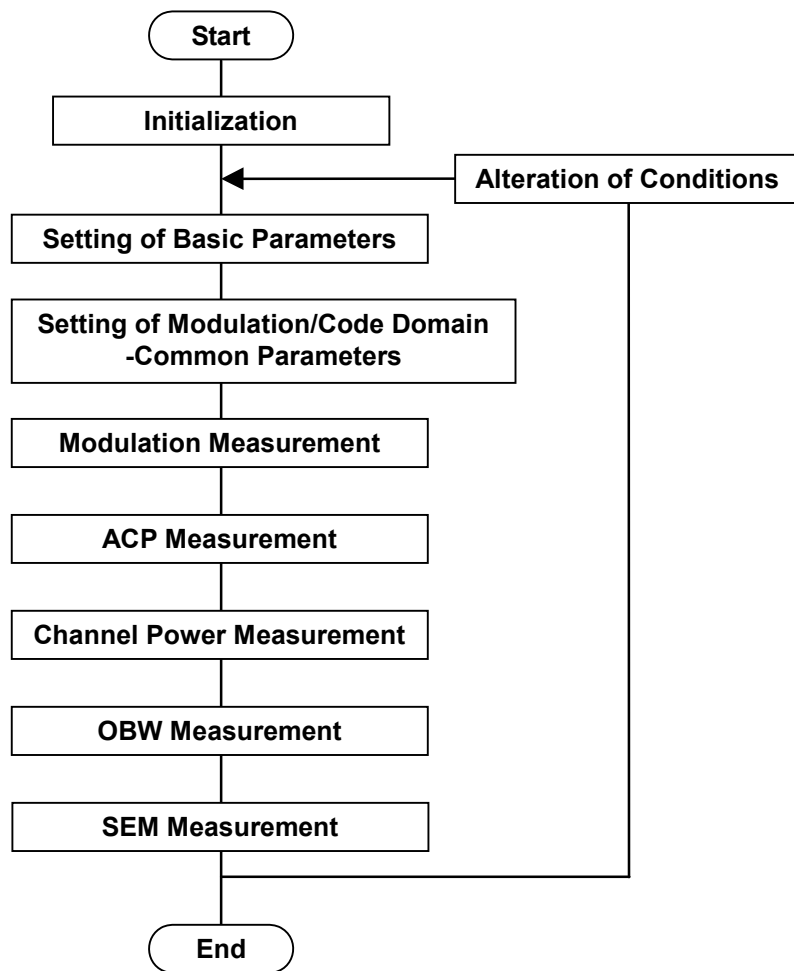 Start
Initialization
Alteration of Conditions
Setting of Basic Parameters
Setting of Modulation/Code Domain
-Common Parameters
Modulation Measurement
ACP Measurement
Channel Power Measurement
OBW Measurement
SEM Measurement
End